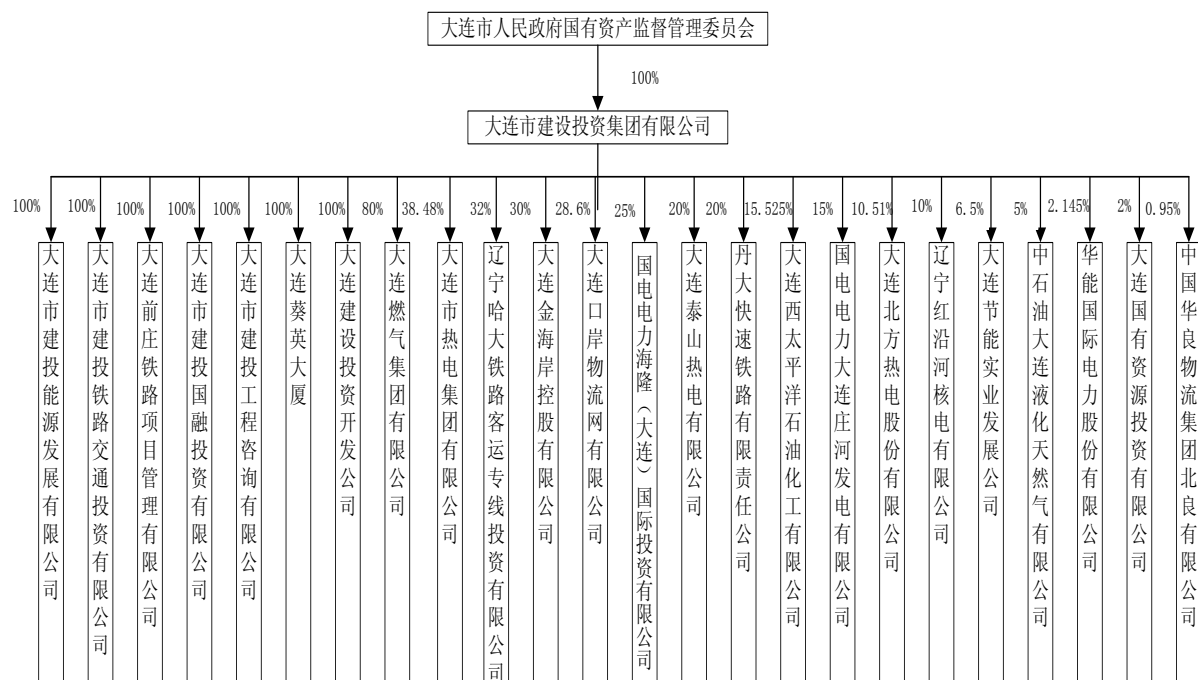 大连市人民政府国有资产监督管理委员会
100%
大连市建设投资集团有限公司
100%
100%
100%
100%
100%
100%
100%
80%
38.48%
32%
30%
28.6%
25%
20%
20%
15.525%
15%
10.51%
10%
6.5%
5%
2.145%
2%
0.95%
大连市建投能源发展有限公司
大连市建投铁路交通投资有限公司
大连前庄铁路项目管理有限公司
大连市建投国融投资有限公司
大连市建投工程咨询有限公司
大连葵英大厦
大连建设投资开发公司
大连燃气集团有限公司
大连市热电集团有限公司
辽宁哈大铁路客运专线投资有限公司
大连金海岸控股有限公司
大连口岸物流网有限公司
国电电力海隆（大连）国际投资有限公司
大连泰山热电有限公司
丹大快速铁路有限责任公司
大连西太平洋石油化工有限公司
国电电力大连庄河发电有限公司
大连北方热电股份有限公司
辽宁红沿河核电有限公司
大连节能实业发展公司
中石油大连液化天然气有限公司
华能国际电力股份有限公司
大连国有资源投资有限公司
中国华良物流集团北良有限公司